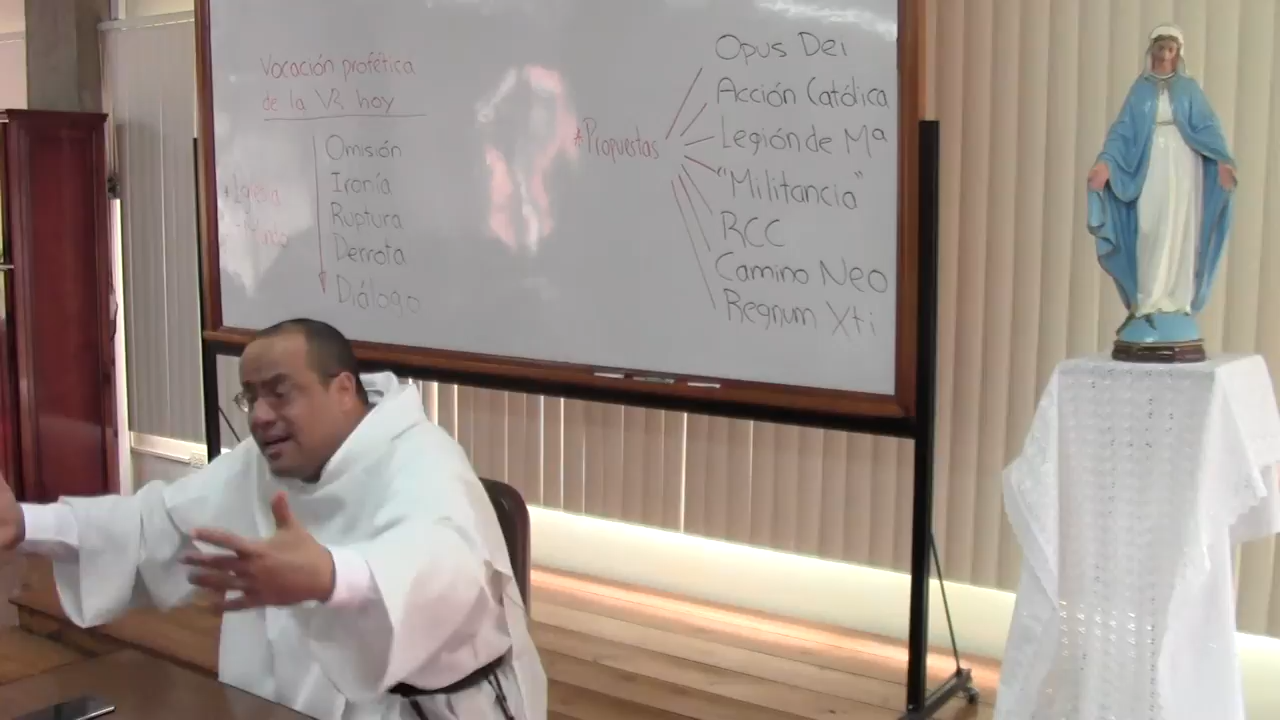 Vocación profética
de la VR hoy
Omisión
Ironía
Ruptura
Derrota
Diálogo
* Iglesia
* Propuestas
Opus Dei
Acción Católica
Legión de Mª
"Militancia"
RCC
Camino Neo
Regnum Xti